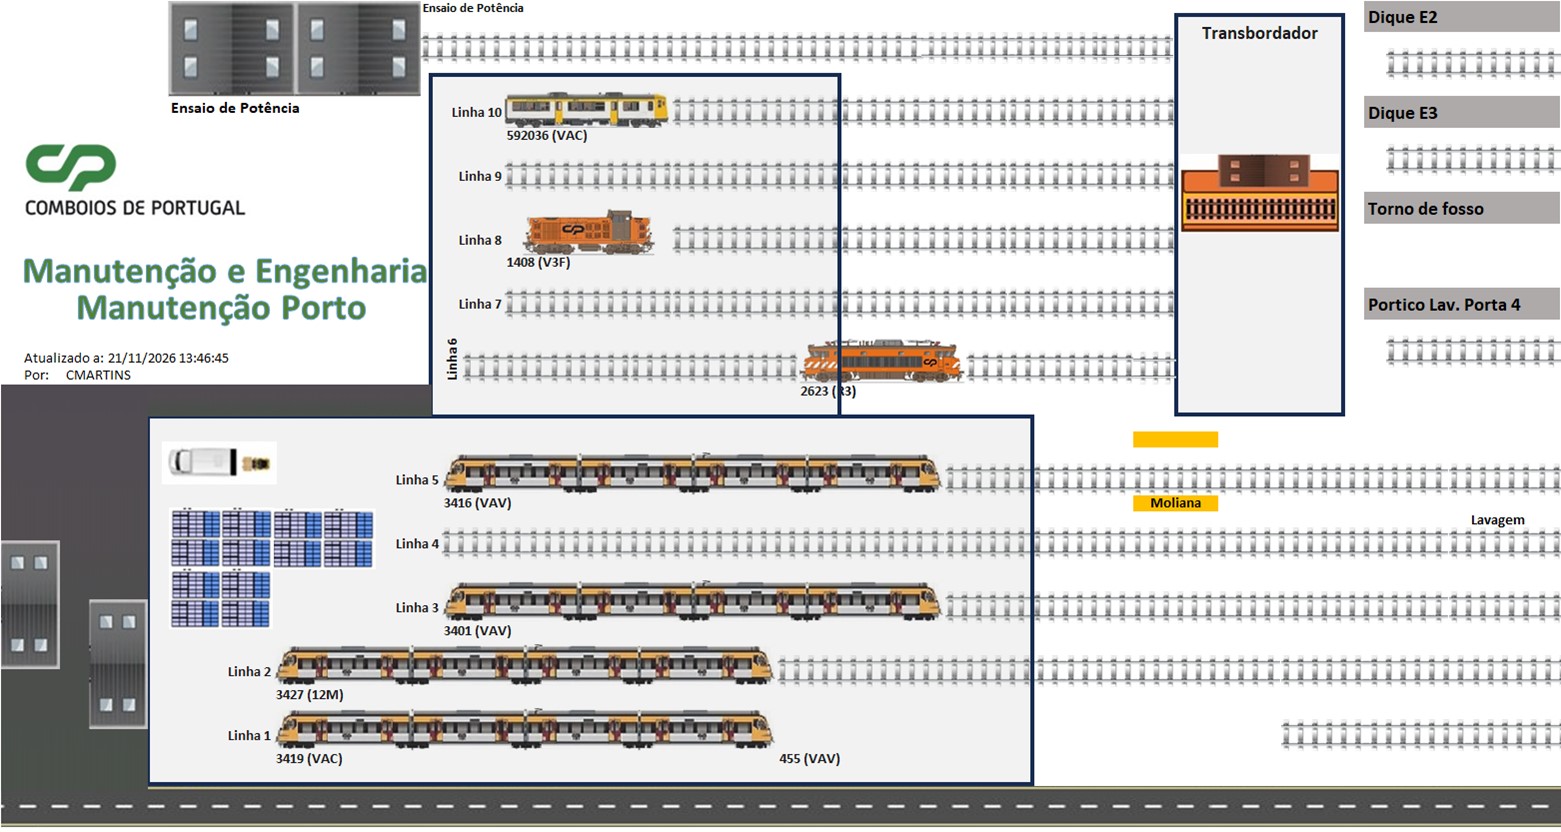 Ensaio de Potência
Transbordador
Dique E2
Ensaio de Potência
Linha 10
592036 (VAC)
Dique E3
CP
COMBOIOS DE PORTUGAL
Linha 9
Torno de fosso
Linha 8
1408 (V3F)
Manutenção e Engenharia
Manutenção Porto
Linha 7
Portico Lav. Porta 4
Linha 6
Atualizado a: 21/11/2026 13:46:45
Por: CMARTINS
2623 (R3)
Linha 5
3416 (VAV)
Moliana
Lavagem
Linha 4
Linha 3
3401 (VAV)
Linha 2
3427 (12M)
Linha 1
3419 (VAC)
455 (VAV)